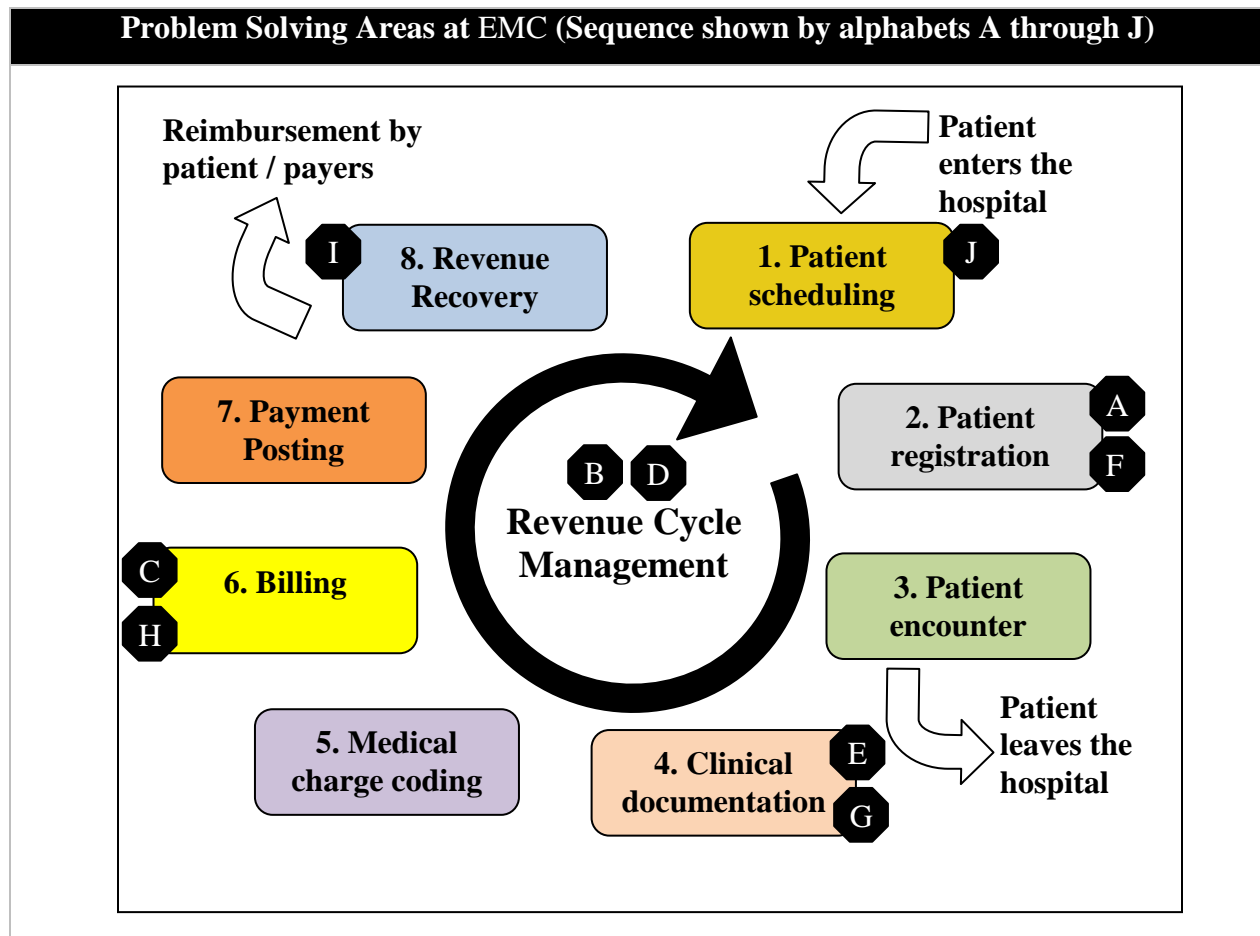 Problem Solving Areas at EMC (Sequence shown by alphabets A through J)
Reimbursement by
patient / payers
Patient
enters the
hospital
I
8. Revenue
Recovery
1. Patient
scheduling
J
7. Payment
Posting
2. Patient
registration
A
F
B D
Revenue Cycle
Management
C
H
6. Billing
3. Patient
encounter
5. Medical
charge coding
4. Clinical
documentation
E
G
Patient
leaves the
hospital